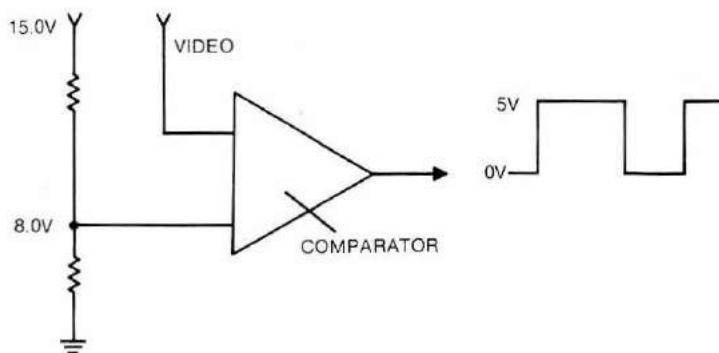 15.0V
VIDEO
5V
0V
8.0V
COMPARATOR